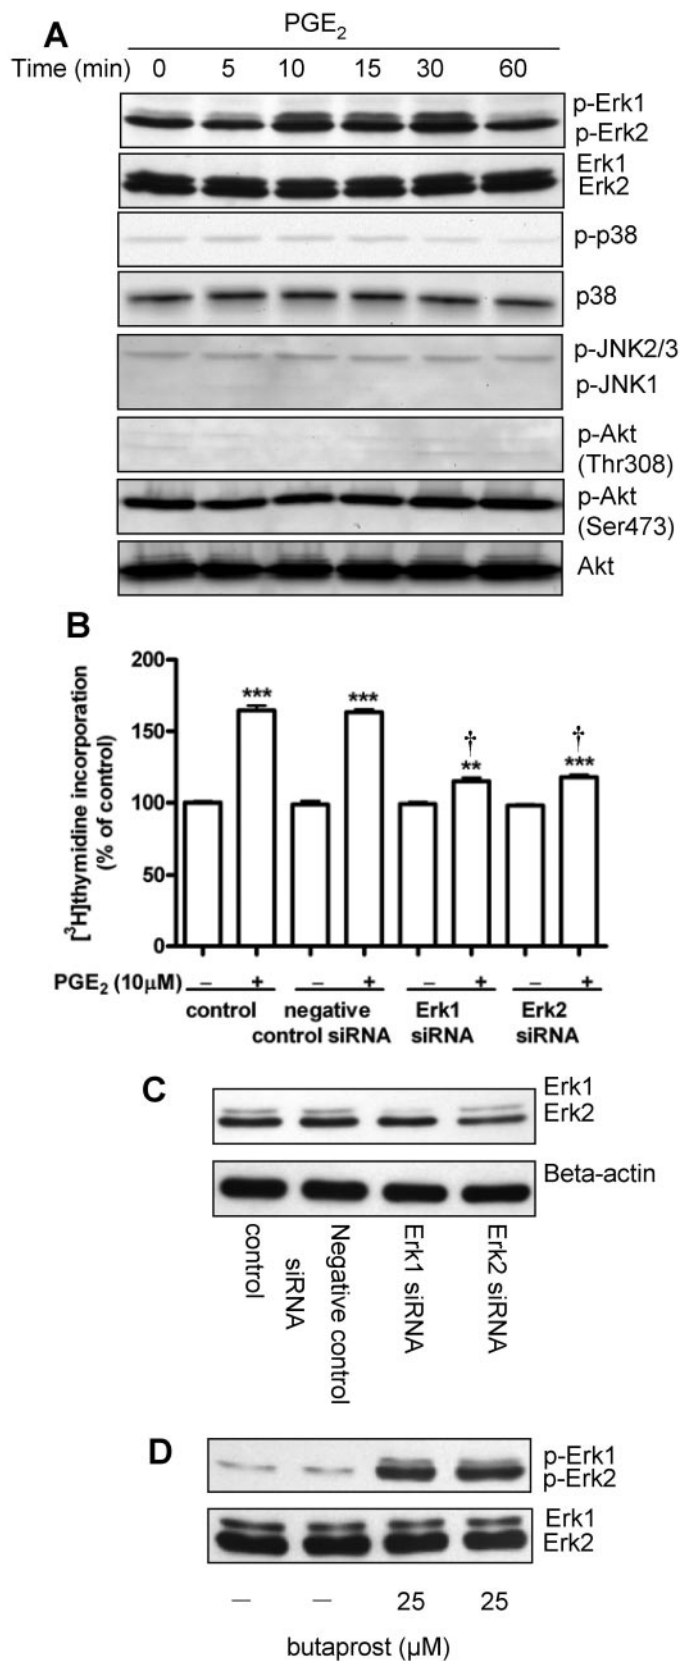 A
PGE2
Time (min) 0 5 10 15 30 60
p-Erk1
p-Erk2
Erk1
Erk2
p-p38
p38
p-JNK2/3
p-JNK1
p-Akt
(Thr308)
p-Akt
(Ser473)
Akt
B
[3H]thymidine incorporation
(% of control)
200
150
100
50
0
*** *** ** ***
† †
PGE2 (10μM) – + – + – + – +
control negative Erk1 Erk2
control siRNA siRNA siRNA
C
Erk1
Erk2
Beta-actin
control
siRNA
Negative control
Erk1 siRNA
Erk2 siRNA
D
p-Erk1
p-Erk2
Erk1
Erk2
— — 25 25
butaprost (μM)